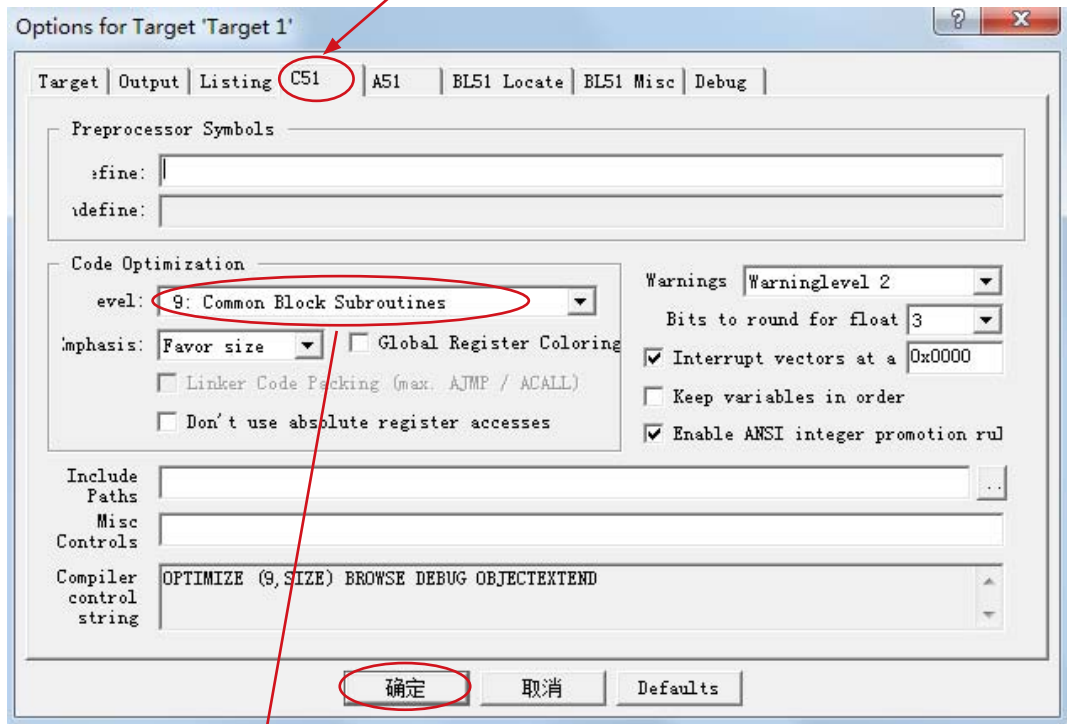 Options for Target 'Target 1'
Target Output Listing C51 A51 BL51 Locate BL51 Misc Debug
Preprocessor Symbols
efine:
define:
Code Optimization
evel: 9: Common Block Subroutines
mphasis: Favor size Global Register Coloring
Linker Code Packing (max. AJMP / ACALL)
Don't use absolute register accesses
Warnings Warninglevel 2
Bits to round for float 3
Interrupt vectors at a 0x0000
Keep variables in order
Enable ANSI integer promotion rul
Include Paths
..
Misc Controls
Compiler control string
OPTIMIZE (9,SIZE) BROWSE DEBUG OBJECTEXTEND
确定 取消 Defaults